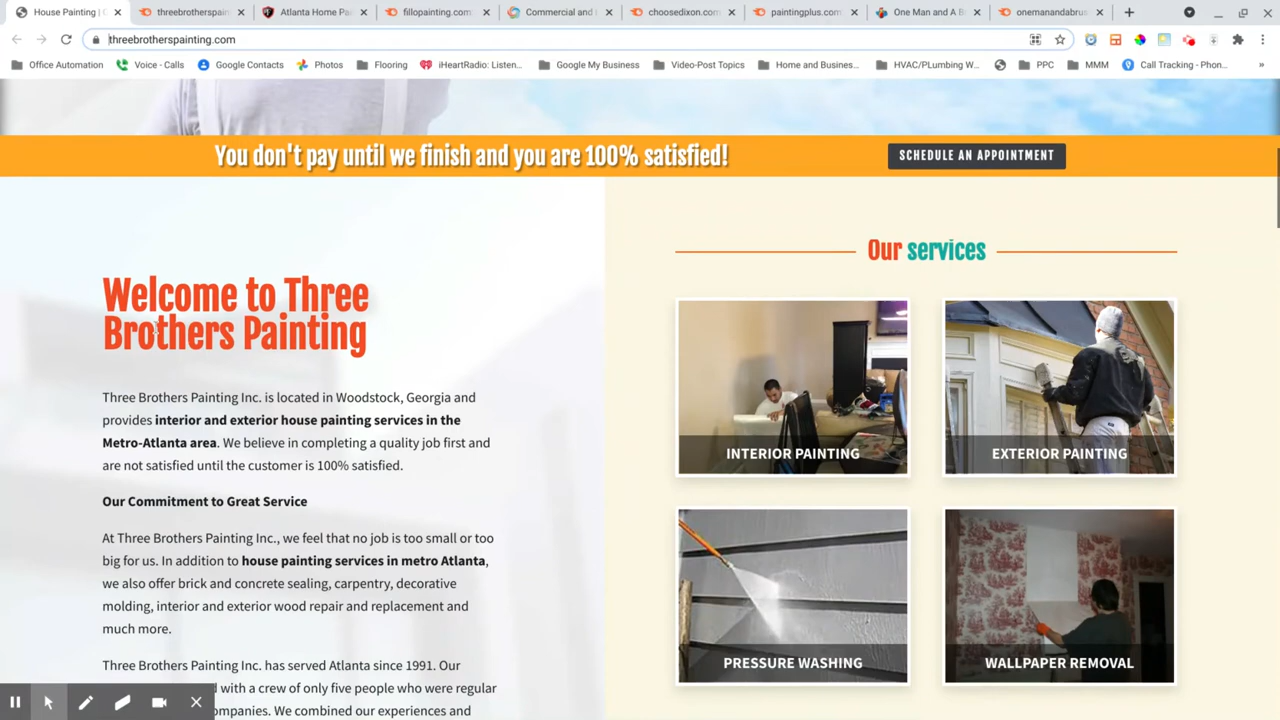 House Painting | G
threebrotherspain
Atlanta Home Pai
fillopainting.com
Commercial and
choosedixon.com
paintingplus.com
One Man and A B
onemanandabrus
threebrotherspainting.com
Office Automation
Voice - Calls
Google Contacts
Photos
Flooring
iHeartRadio: Listen...
Google My Business
Video-Post Topics
Home and Busines...
HVAC/PLumbing W...
PPC
MMM
Call Tracking - Phon...
»
You don't pay until we finish and you are 100% satisfied!
SCHEDULE AN APPOINTMENT
Welcome to Three
Brothers Painting
Three Brothers Painting Inc. is located in Woodstock, Georgia and
provides interior and exterior house painting services in the
Metro-Atlanta area. We believe in completing a quality job first and
are not satisfied until the customer is 100% satisfied.
Our Commitment to Great Service
At Three Brothers Painting Inc., we feel that no job is too small or too
big for us. In addition to house painting services in metro Atlanta,
we also offer brick and concrete sealing, carpentry, decorative
molding, interior and exterior wood repair and replacement and
much more.
Three Brothers Painting Inc. has served Atlanta since 1991. Our
with a crew of only five people who were regular
ompanies. We combined our experiences and
Our services
INTERIOR PAINTING
EXTERIOR PAINTING
PRESSURE WASHING
WALLPAPER REMOVAL